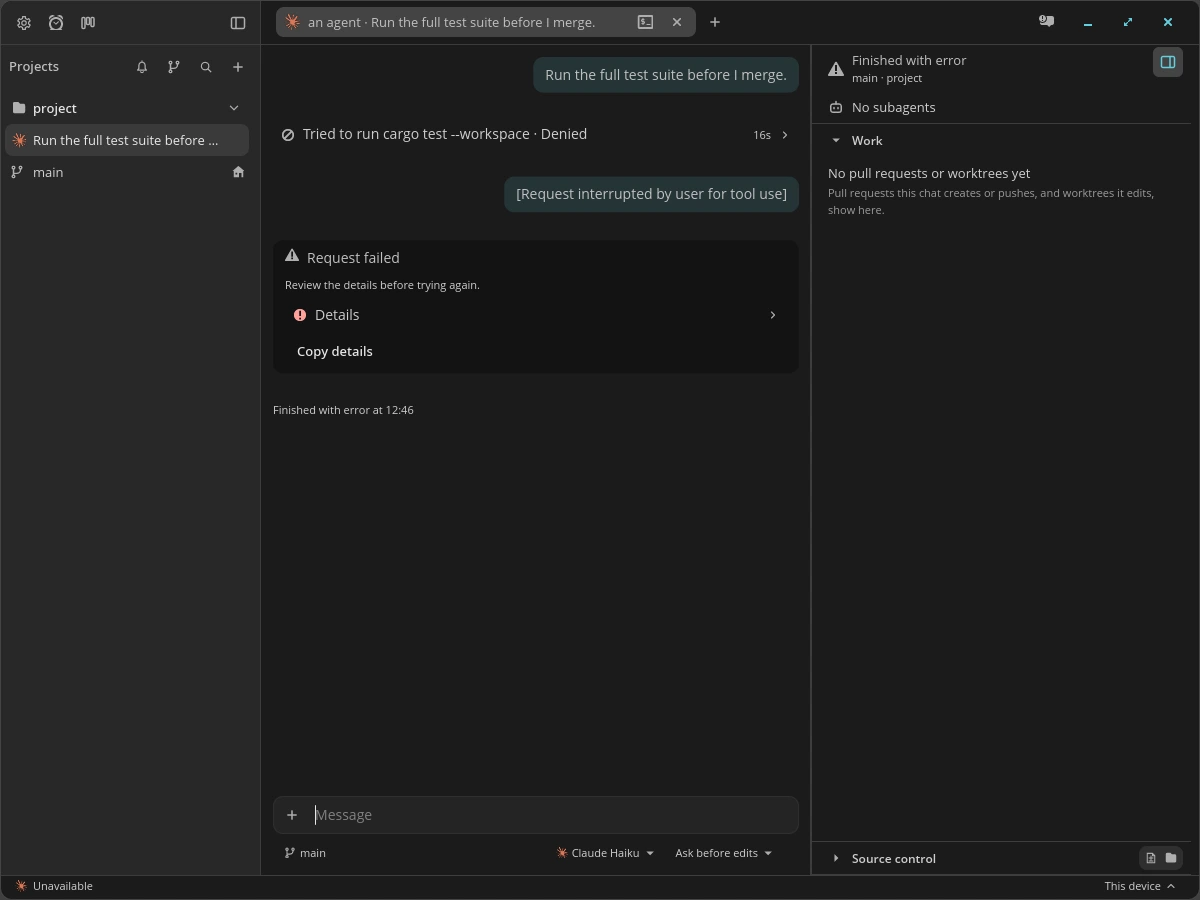 an agent · Run the full test suite before I merge.
Projects
project
Run the full test suite before ...
main
Run the full test suite before I merge.
Tried to run cargo test --workspace · Denied
16s
[Request interrupted by user for tool use]
Request failed
Review the details before trying again.
Details
Copy details
Finished with error at 12:46
Message
main
Claude Haiku
Ask before edits
Finished with error
main · project
No subagents
Work
No pull requests or worktrees yet
Pull requests this chat creates or pushes, and worktrees it edits,
show here.
Source control
Unavailable
This device